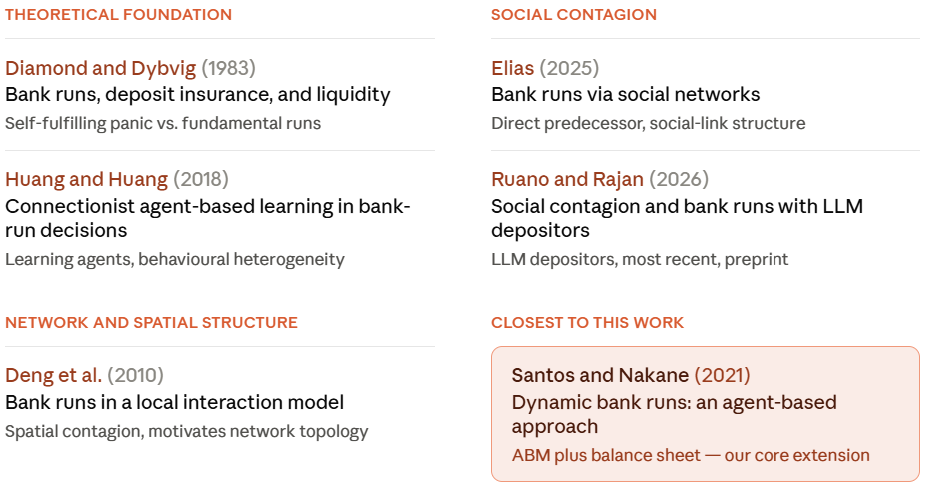 THEORETICAL FOUNDATION
Diamond and Dybvig (1983)
Bank runs, deposit insurance, and liquidity
Self-fulfilling panic vs. fundamental runs
Huang and Huang (2018)
Connectionist agent-based learning in bank-
run decisions
Learning agents, behavioural heterogeneity
NETWORK AND SPATIAL STRUCTURE
Deng et al. (2010)
Bank runs in a local interaction model
Spatial contagion, motivates network topology
SOCIAL CONTAGION
Elias (2025)
Bank runs via social networks
Direct predecessor, social-link structure
Ruano and Rajan (2026)
Social contagion and bank runs with LLM
depositors
LLM depositors, most recent, preprint
CLOSEST TO THIS WORK
Santos and Nakane (2021)
Dynamic bank runs: an agent-based
approach
ABM plus balance sheet — our core extension